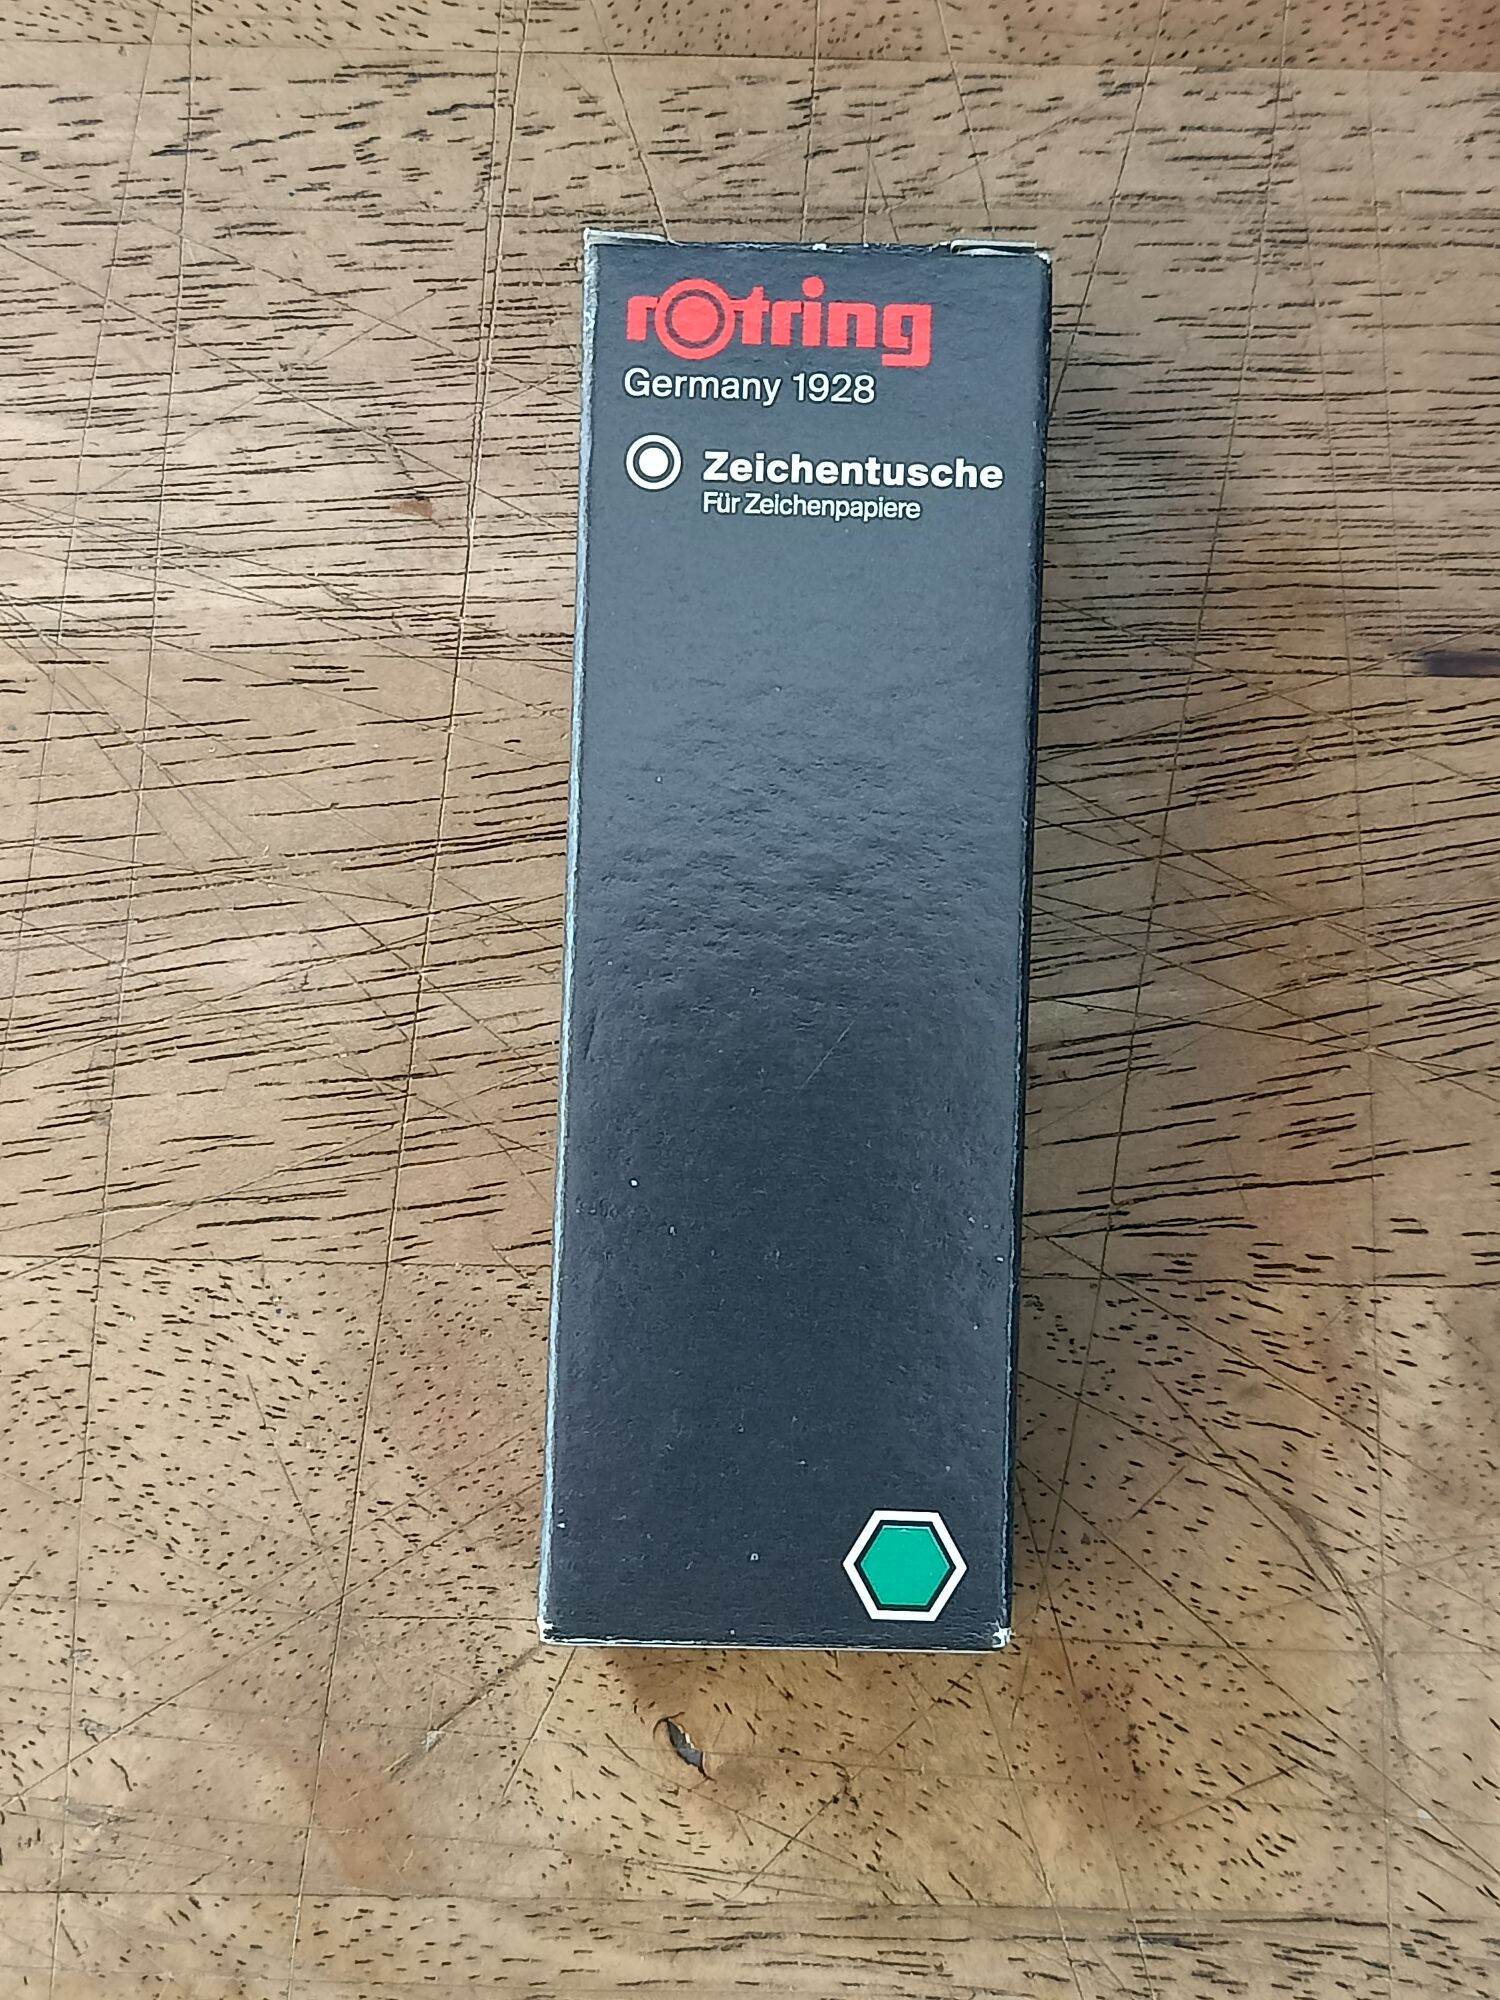 rotring
Germany 1928
Zeichentusche
Für Zeichenpapiere